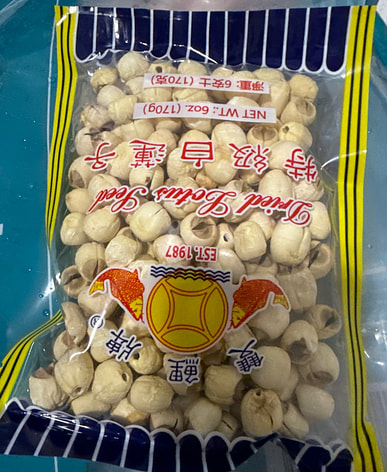 雙鯉牌®
EST. 1987
Dried Lotus Seed
特級白蓮子
NET WT.: 6oz. (170g)
淨重: 6安士 (170克)